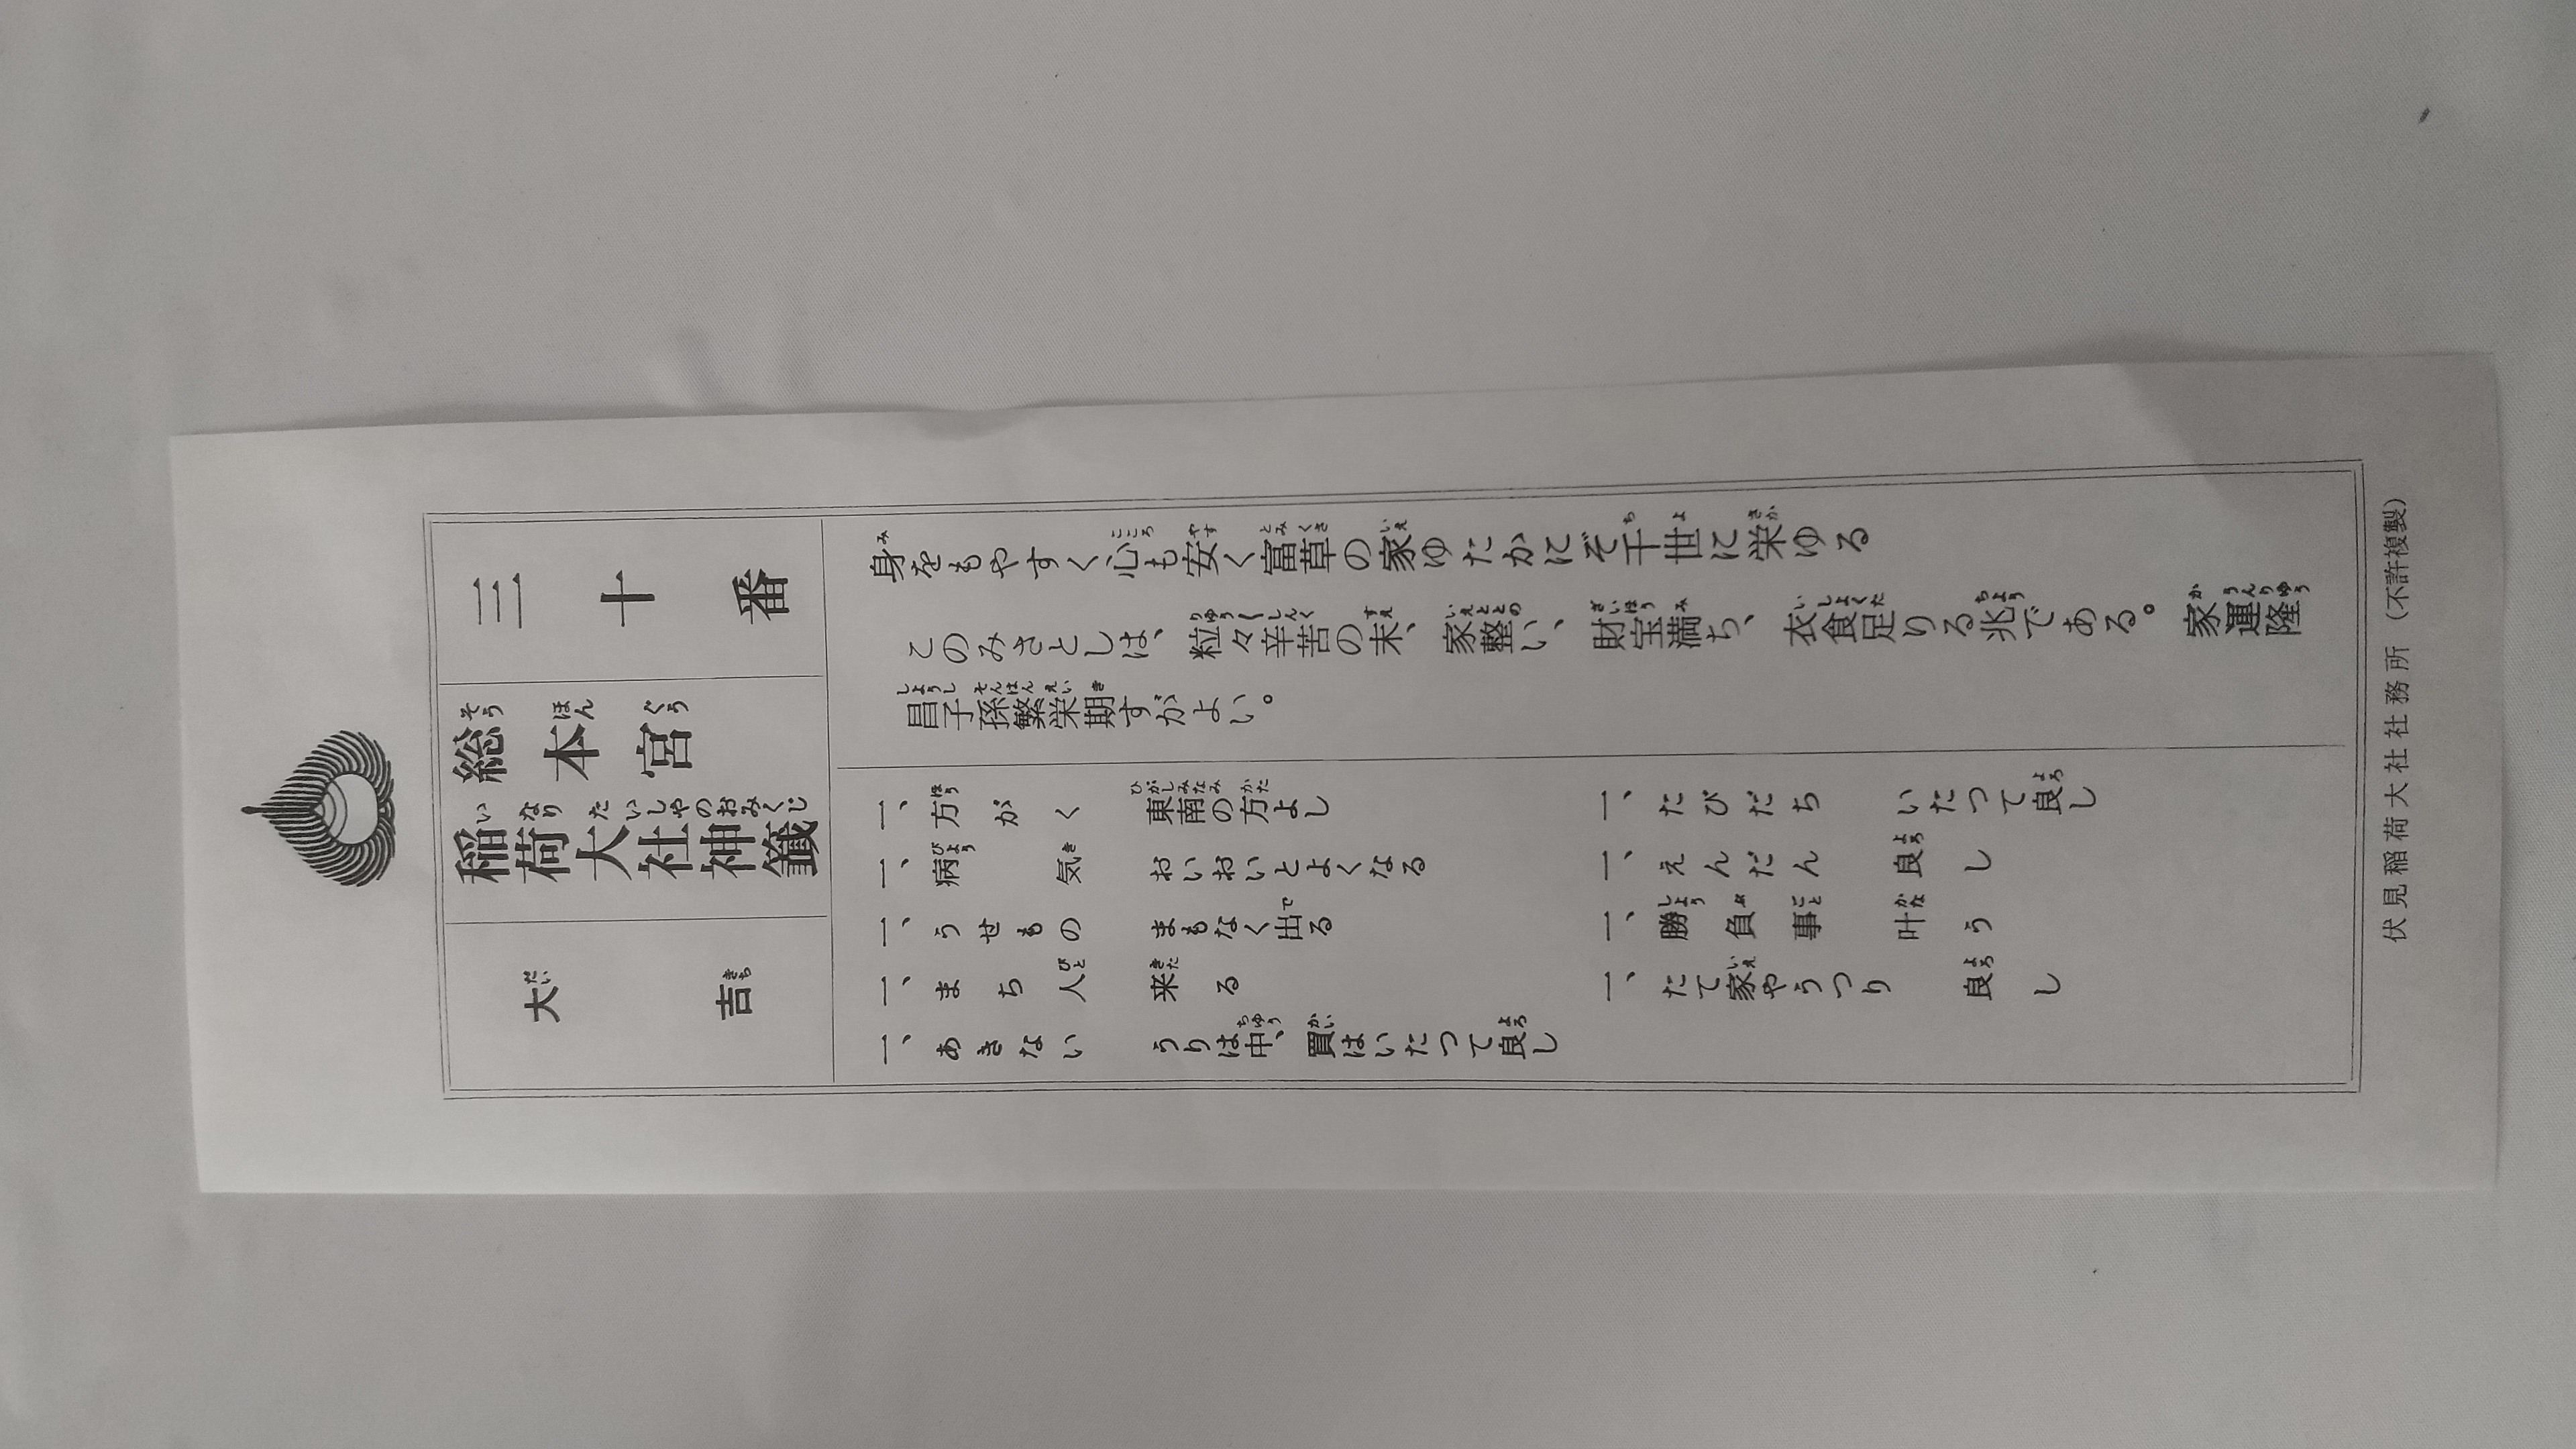 三十番
総本宮
稲荷大社神籤
大吉
身をもやすく心も安く富草の家ゆたかにぞ千世に栄ゆる
このみさとしは、粒々辛苦の末、家整い、財宝満ち、衣食足りる兆である。家運隆
昌子孫繁栄期すがよい。
一、方がく 東南の方よし
一、病気 おいおいとよくなる
一、うせもの まもなく出る
一、まち人 来る
一、あきない うりは中、買はいたつて良し
一、たびだち いたつて良し
一、えんだん 良し
一、勝負事 叶う
一、たて家やうつり 良し
伏見稲荷大社社務所（不許複製）